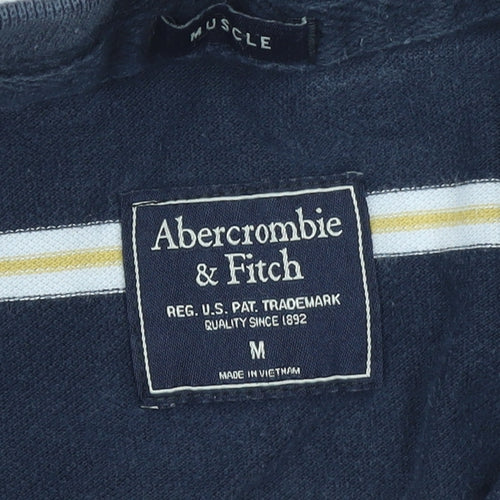 MUSCLE
Abercrombie
& Fitch
REG. U.S. PAT. TRADEMARK
QUALITY SINCE 1892
M
MADE IN VIETNAM